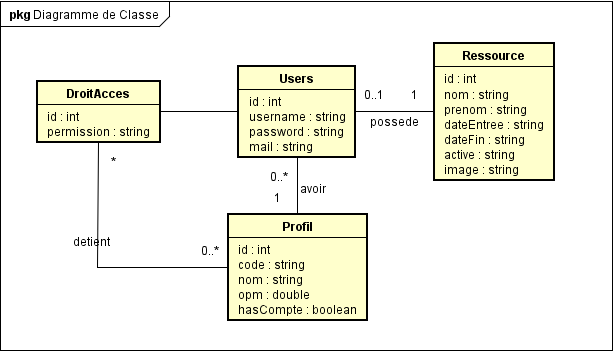 pkg Diagramme de Classe
Ressource
id : int
nom : string
prenom : string
dateEntree : string
dateFin : string
active : string
image : string
Users
id : int
username : string
password : string
mail : string
0..1
1
possede
DroitAcces
id : int
permission : string
*
0..*
avoir
1
Profil
id : int
code : string
nom : string
opm : double
hasCompte : boolean
detient
0..*